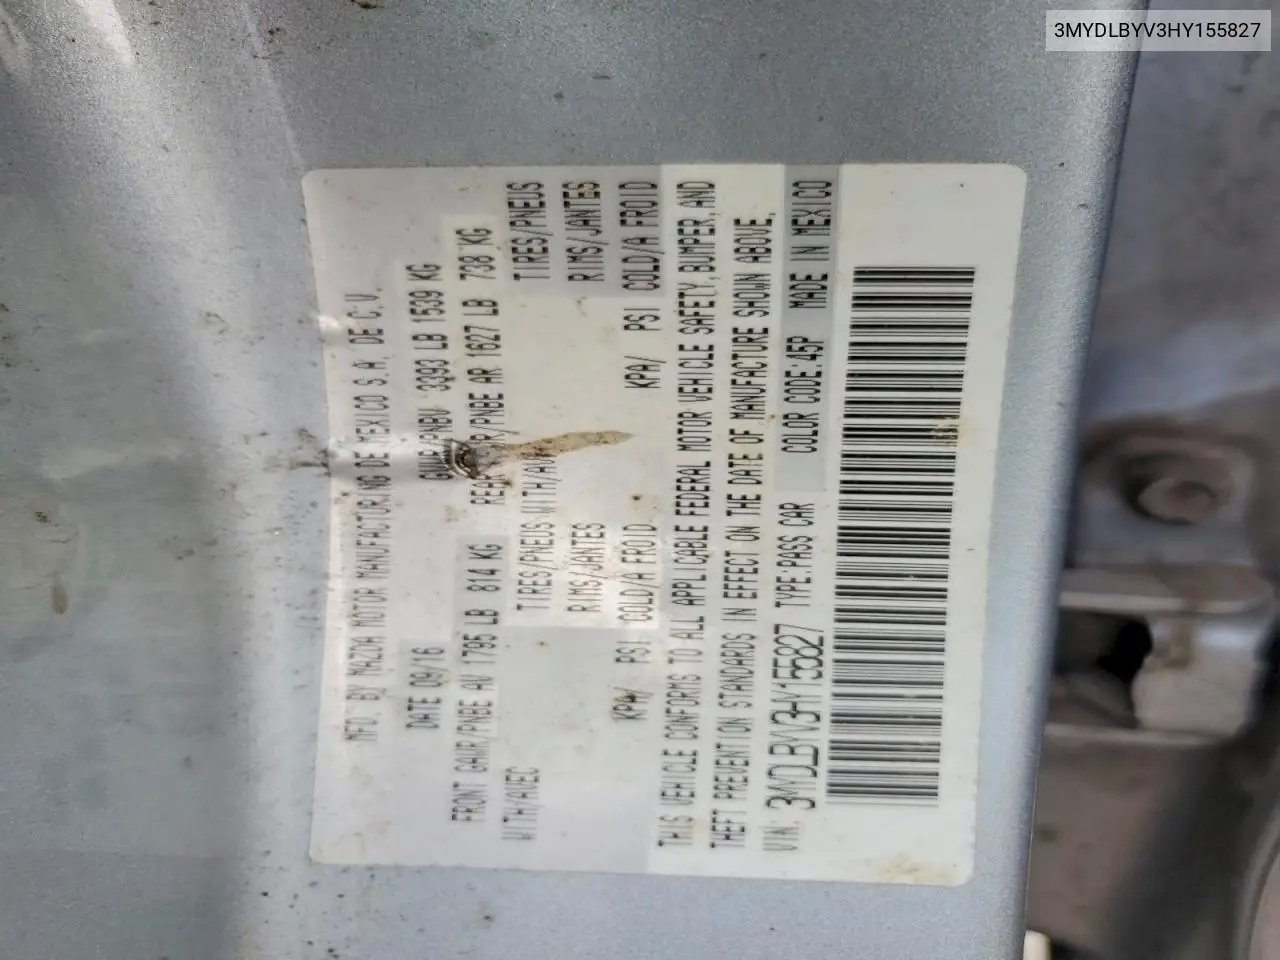 3MYDLBYV3HY155827
MFD. BY MAZDA MOTOR MANUFACTURING DE MEXICO S.A. DE C.V.
DATE 09/16 GVWR/PNBV 3393 LB 1539 KG
FRONT GAWR/PNBE AV 1795 LB 814 KG REAR GAWR/PNBE AR 1627 LB 738 KG
WITH/AVEC TIRES/PNEUS WITH/AVEC TIRES/PNEUS
RIMS/JANTES RIMS/JANTES
KPA/ PSI COLD/A FROID KPA/ PSI COLD/A FROID
THIS VEHICLE CONFORMS TO ALL APPLICABLE FEDERAL MOTOR VEHICLE SAFETY, BUMPER, AND
THEFT PREVENTION STANDARDS IN EFFECT ON THE DATE OF MANUFACTURE SHOWN ABOVE.
VIN: 3MYDLBYV3HY155827 TYPE:PASS CAR COLOR CODE:45P MADE IN MEXICO